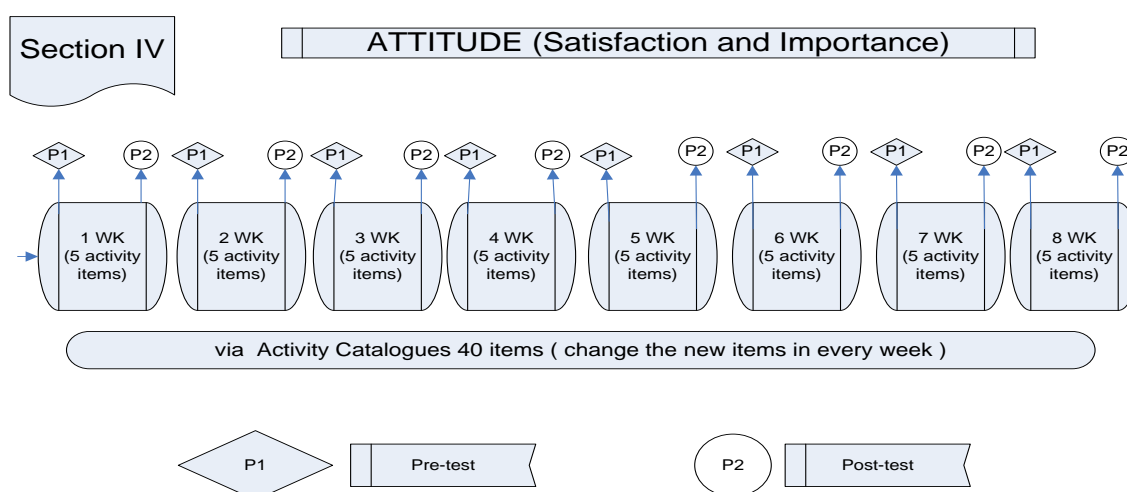 Section IV
ATTITUDE (Satisfaction and Importance)
P1 P2 P1 P2 P1 P2 P1 P2 P1 P2 P1 P2 P1 P2 P1 P2
1 WK
(5 activity
items)
2 WK
(5 activity
items)
3 WK
(5 activity
items)
4 WK
(5 activity
items)
5 WK
(5 activity
items)
6 WK
(5 activity
items)
7 WK
(5 activity
items)
8 WK
(5 activity
items)
via Activity Catalogues 40 items ( change the new items in every week )
P1
Pre-test
P2
Post-test